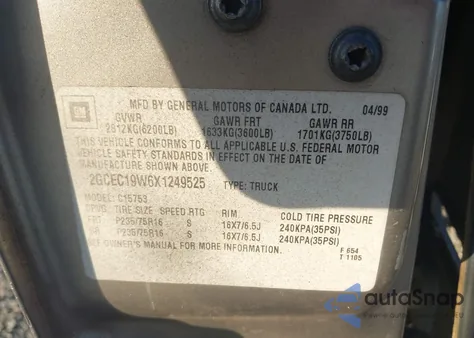 GM
MFD BY GENERAL MOTORS OF CANADA LTD. 04/99
GVWR GAWR FRT GAWR RR
2812KG(6200LB) 1633KG(3600LB) 1701KG(3750LB)
THIS VEHICLE CONFORMS TO ALL APPLICABLE U.S. FEDERAL MOTOR
VEHICLE SAFETY STANDARDS IN EFFECT ON THE DATE OF
MANUFACTURE SHOWN ABOVE.
2GCEC19W6X1249525 TYPE: TRUCK
MODEL: C15753
TIRE SIZE SPEED RTG RIM COLD TIRE PRESSURE
FRT P235/75R16 S 16X7/6.5J 240KPA(35PSI)
P235/75R16 S 16X7/6.5J 240KPA(35PSI)
SEE OWNER'S MANUAL FOR MORE INFORMATION.
F 654
T 1105
autoSnap